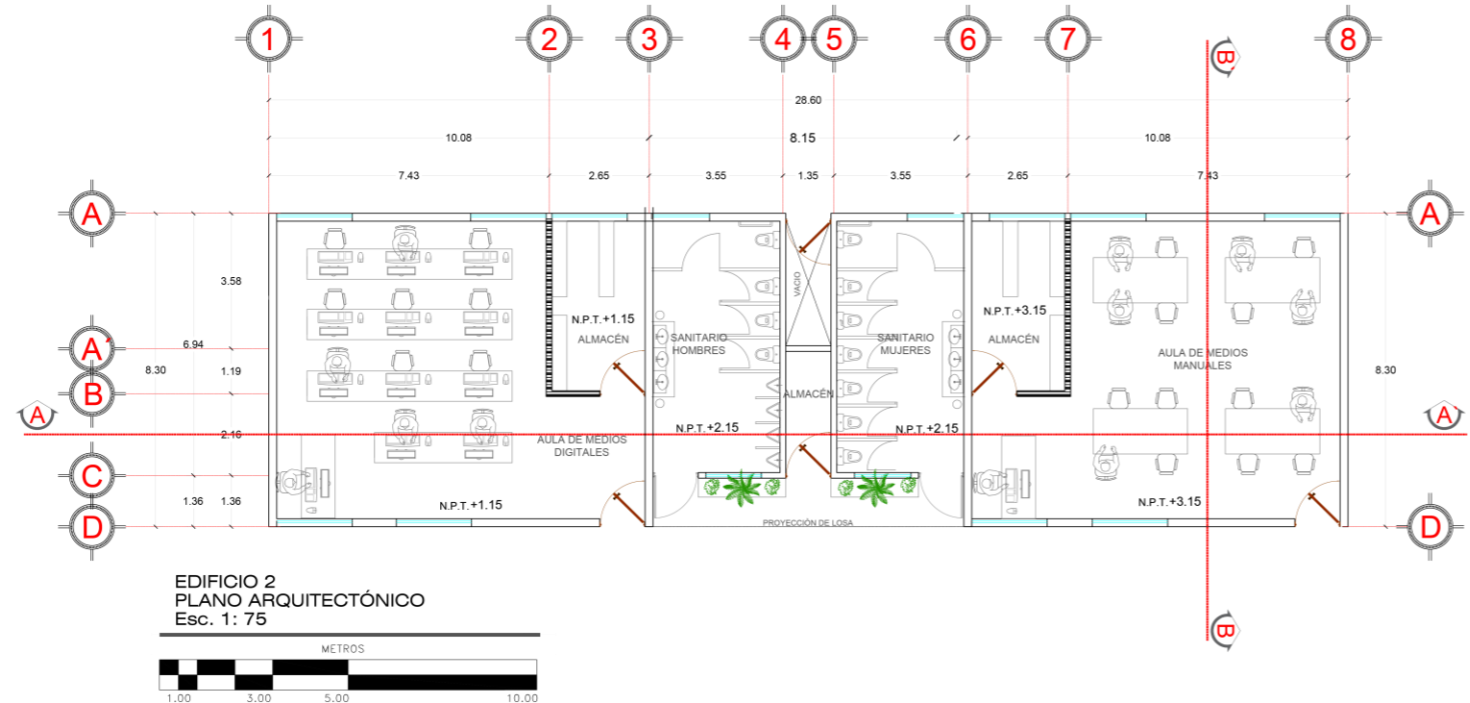 1 2 3 4 5 6 7 8
B´
28.60
10.08 8.15 10.08
7.43 2.65 3.55 1.35 3.55 2.65 7.43
A A
3.58
VACIO
N.P.T.+1.15 N.P.T.+3.15
ALMACÉN SANITARIO HOMBRES SANITARIO MUJERES ALMACÉN
A´ 6.94
AULA DE MEDIOS
MANUALES
8.30 1.19 8.30
B ALMACÉN
A A´
N.P.T.+2.15 N.P.T.+2.15
2.16
AULA DE MEDIOS
DIGITALES
C
1.36 1.36
N.P.T.+1.15 N.P.T.+3.15
D PROYECCIÓN DE LOSA D
EDIFICIO 2
PLANO ARQUITECTÓNICO
Esc. 1: 75
B
METROS
1.00 3.00 5.00 10.00